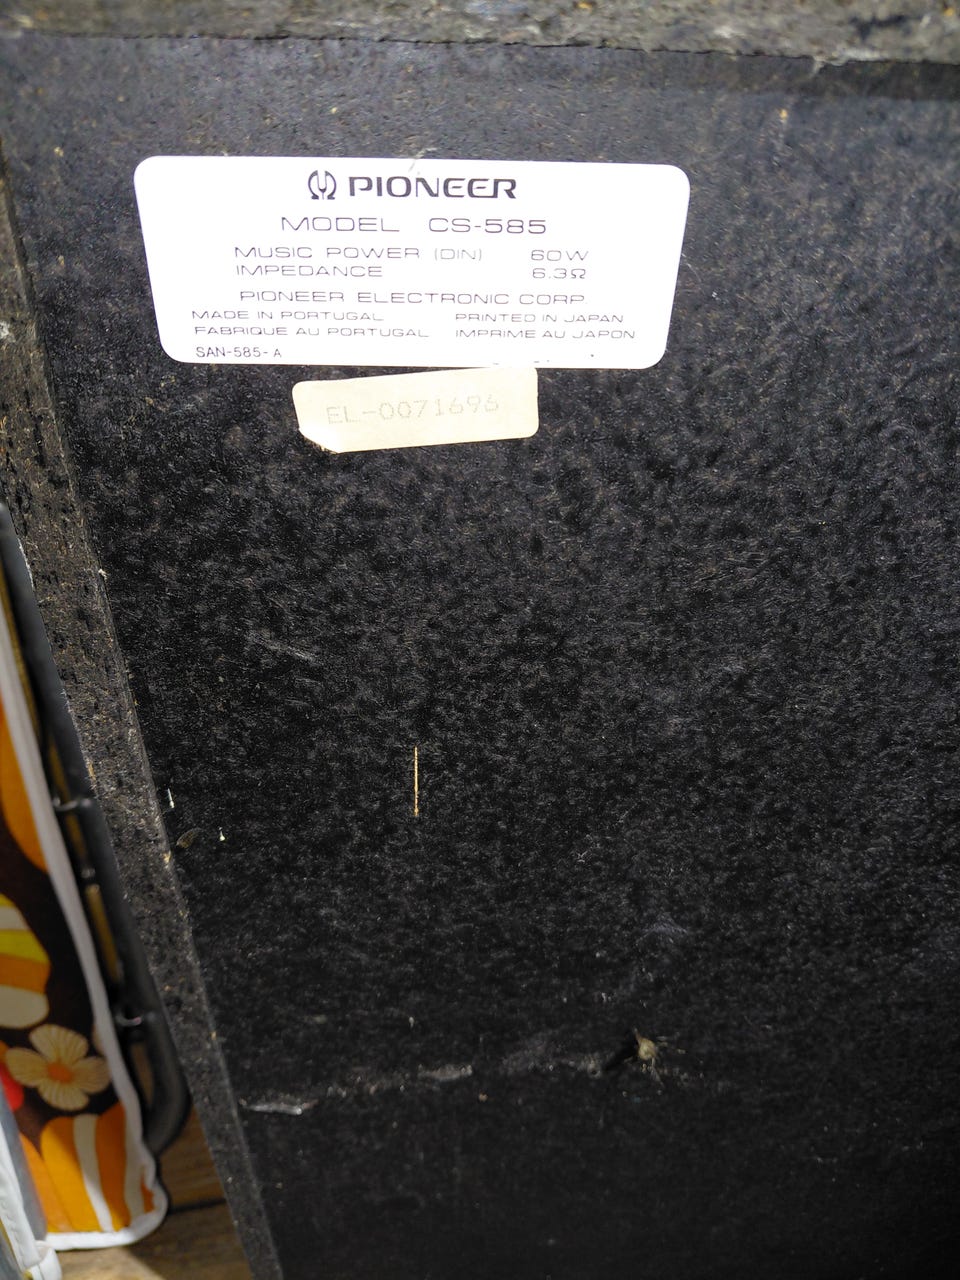 PIONEER
MODEL CS-585
MUSIC POWER (DIN) 60W
IMPEDANCE 6.3Ω
PIONEER ELECTRONIC CORP.
MADE IN PORTUGAL PRINTED IN JAPAN
FABRIQUE AU PORTUGAL IMPRIME AU JAPON
SAN-585-A
EL-0071696